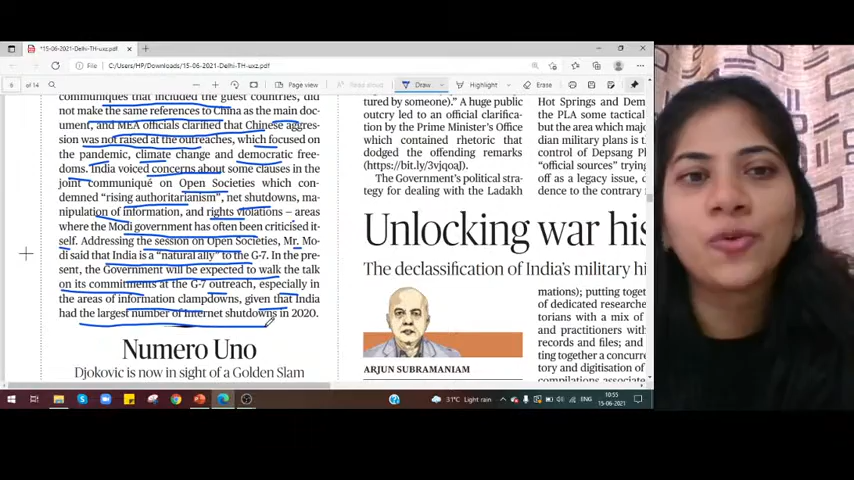 *15-06-2021-Delhi-TH-uxz.pdf
File
C:/Users/HP/Downloads/15-06-2021-Delhi-TH-uxz.pdf
6 of 14
Page view
Read aloud
Draw
Highlight
Erase
communiqués that included the guest countries, did
not make the same references to China as the main doc-
ument, and MEA officials clarified that Chinese aggres-
sion was not raised at the outreaches, which focused on
the pandemic, climate change and democratic free-
doms. India voiced concerns about some clauses in the
joint communiqué on Open Societies which con-
demned “rising authoritarianism”, net shutdowns, ma-
nipulation of information, and rights violations – areas
where the Modi government has often been criticised it-
self. Addressing the session on Open Societies, Mr. Mo-
di said that India is a “natural ally” to the G-7. In the pre-
sent, the Government will be expected to walk the talk
on its commitments at the G-7 outreach, especially in
the areas of information clampdowns, given that India
had the largest number of Internet shutdowns in 2020.
Numero Uno
Djokovic is now in sight of a Golden Slam
tured by someone).” A huge public
outcry led to an official clarifica-
tion by the Prime Minister’s Office
which contained rhetoric that
dodged the offending remarks
(https://bit.ly/3vjqoaJ).
The Government’s political stra-
tegy for dealing with the Ladakh
Hot Springs and Dem
the PLA some tactical
but the area which majo
dian military plans is the
control of Depsang Pl
“official sources” trying
off as a legacy issue, d
dence to the contrary
Unlocking war his
The declassification of India’s military hi
ARJUN SUBRAMANIAM
mations); putting togeth
of dedicated researche
torians with a mix of
and practitioners with
records and files; and
ting together a concurre
tory and digitisation of
compilations associate
31°C Light rain
ENG
10:55
15-06-2021